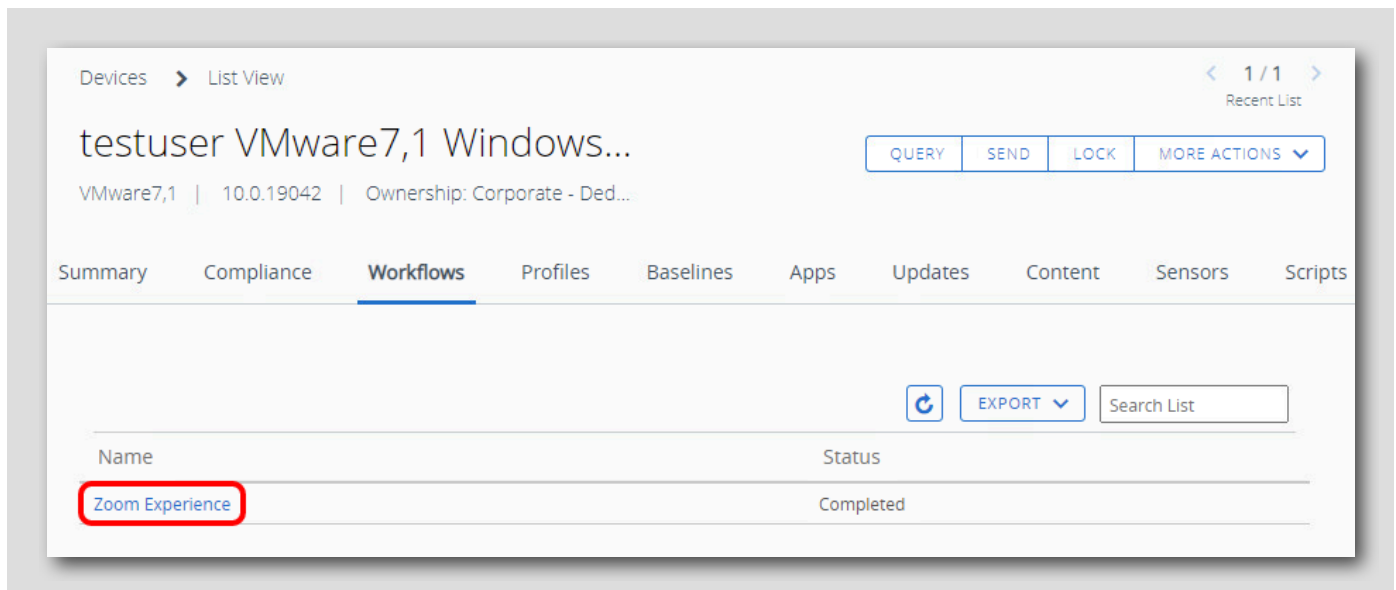 Devices > List View
< 1 / 1 >
Recent List
testuser VMware7,1 Windows...
QUERY SEND LOCK MORE ACTIONS
VMware7,1 | 10.0.19042 | Ownership: Corporate - Ded...
Summary Compliance Workflows Profiles Baselines Apps Updates Content Sensors Scripts
EXPORT Search List
Name Status
Zoom Experience Completed